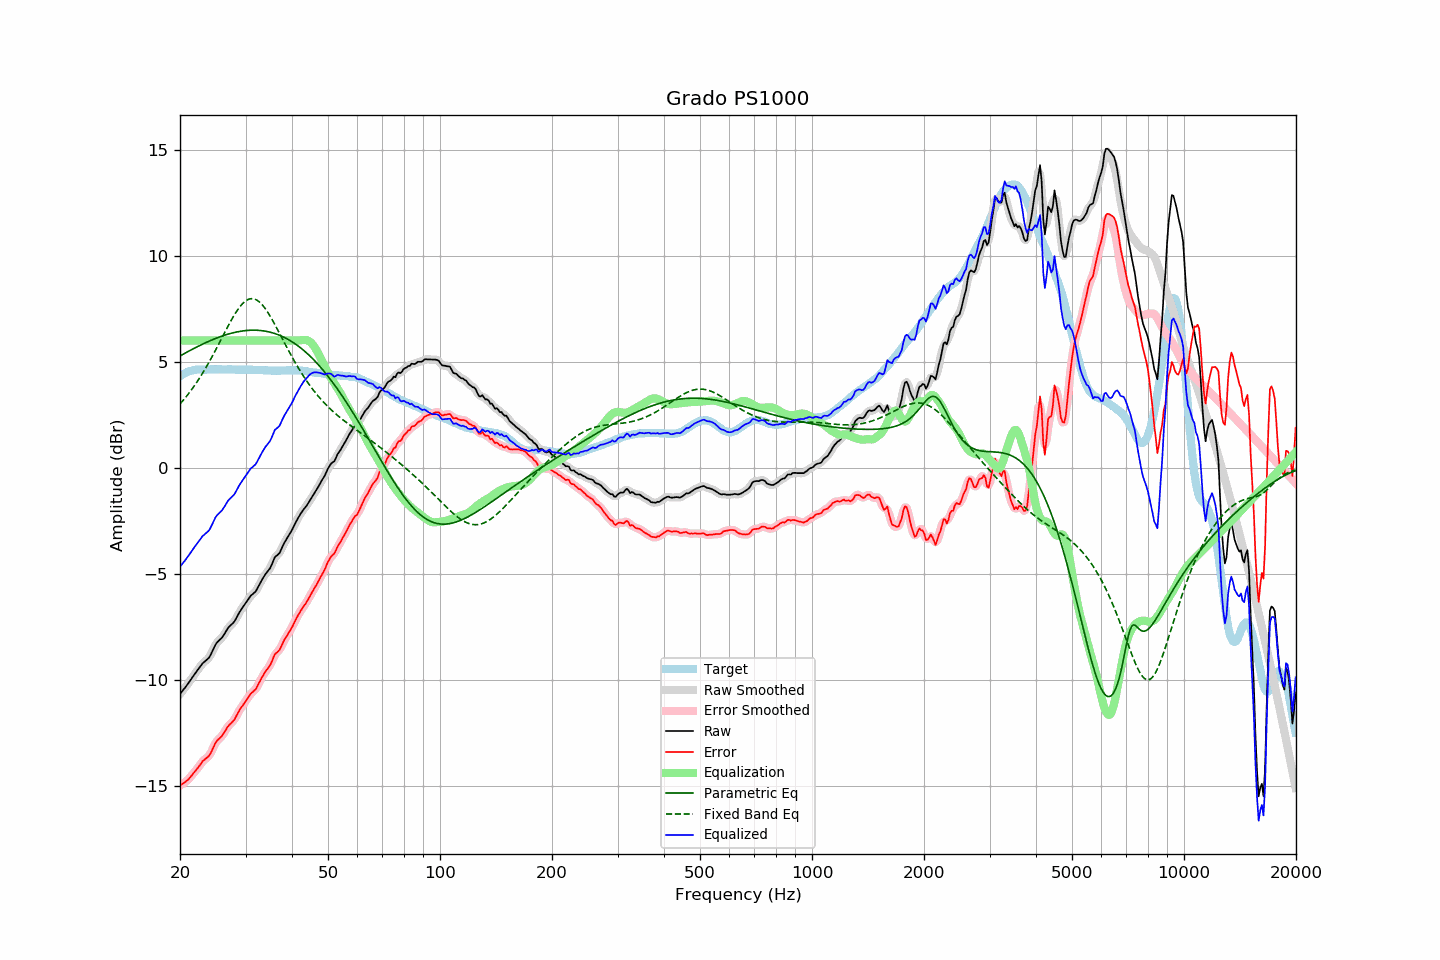 Grado PS1000
Amplitude (dBr)
15
10
5
0
−5
−10
−15
Target
Raw Smoothed
Error Smoothed
Raw
Error
Equalization
Parametric Eq
Fixed Band Eq
Equalized
20 50 100 200 500 1000 2000 5000 10000 20000
Frequency (Hz)